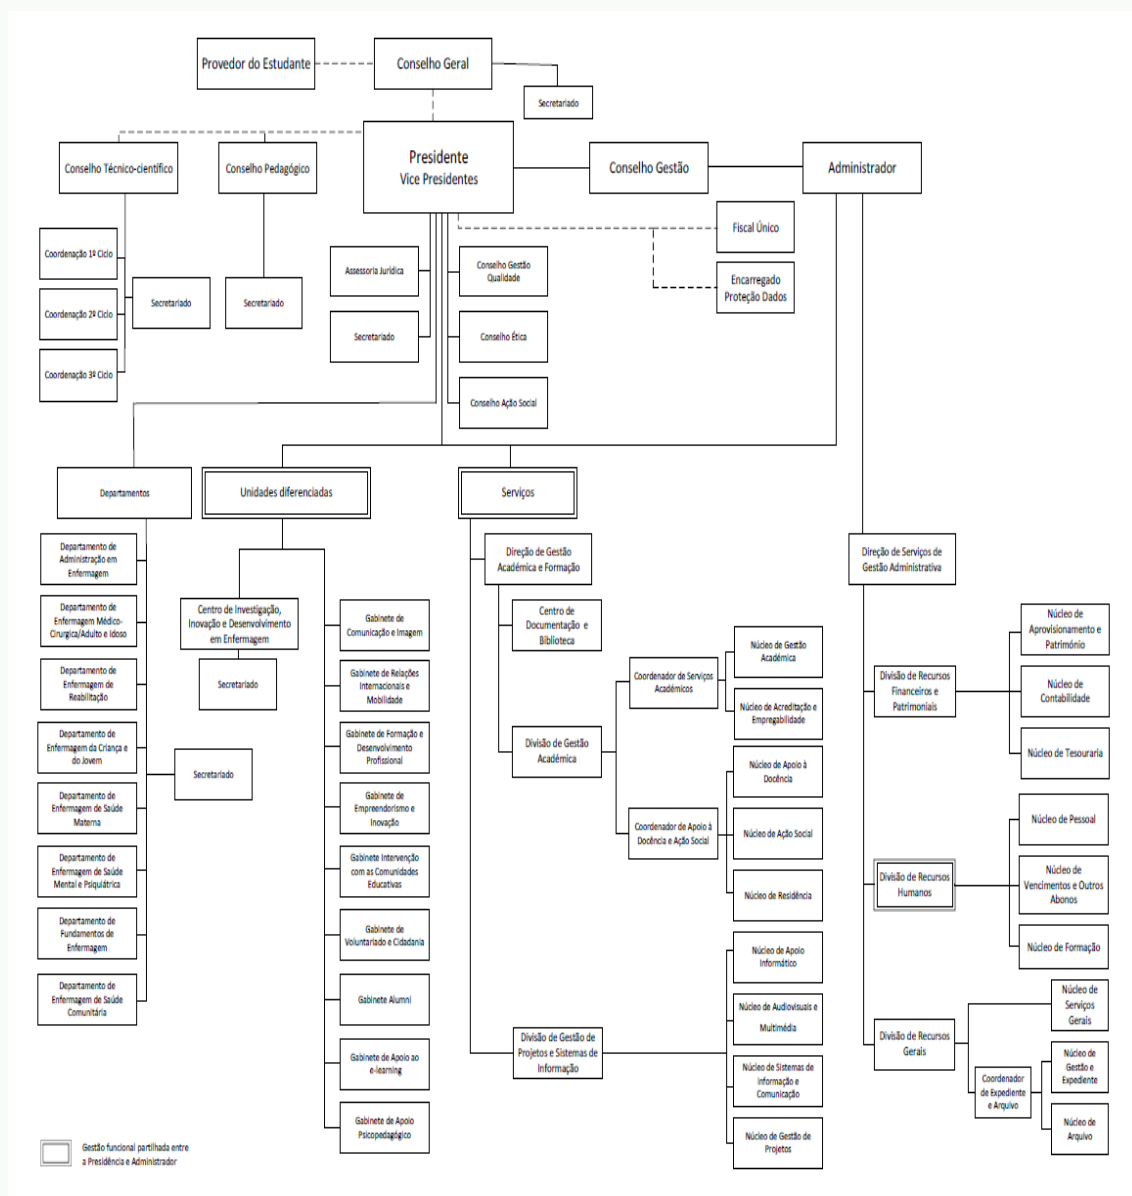 Provedor do Estudante
Conselho Geral
Secretariado
Conselho Técnico-científico
Conselho Pedagógico
Presidente
Vice Presidentes
Conselho Gestão
Administrador
Fiscal Único
Encarregado
Proteção Dados
Coordenação 1º Ciclo
Coordenação 2º Ciclo
Coordenação 3º Ciclo
Secretariado
Secretariado
Assessoria Jurídica
Secretariado
Conselho Gestão
Qualidade
Conselho Ética
Conselho Ação Social
Departamentos
Unidades diferenciadas
Serviços
Departamento de
Administração em
Enfermagem
Departamento de
Enfermagem Médico-
Cirurgica/Adulto e Idoso
Departamento de
Enfermagem de
Reabilitação
Departamento de
Enfermagem da Criança e
do Jovem
Departamento de
Enfermagem de Saúde
Materna
Departamento de
Enfermagem de Saúde
Mental e Psiquiátrica
Departamento de
Fundamentos de
Enfermagem
Departamento de
Enfermagem de Saúde
Comunitária
Secretariado
Centro de Investigação,
Inovação e Desenvolvimento
em Enfermagem
Secretariado
Gabinete de
Comunicação e Imagem
Gabinete de Relações
Internacionais e
Mobilidade
Gabinete de Formação e
Desenvolvimento
Profissional
Gabinete de
Empreendorismo e
Inovação
Gabinete Intervenção
com as Comunidades
Educativas
Gabinete de
Voluntariado e Cidadania
Gabinete Alumni
Gabinete de Apoio ao
e-learning
Gabinete de Apoio
Psicopedagógico
Direção de Gestão
Académica e Formação
Centro de
Documentação e
Biblioteca
Divisão de Gestão
Académica
Coordenador de Serviços
Académicos
Núcleo de Gestão
Académica
Núcleo de Acreditação e
Empregabilidade
Coordenador de Apoio à
Docência e Ação Social
Núcleo de Apoio à
Docência
Núcleo de Ação Social
Núcleo de Residência
Divisão de Gestão de
Projetos e Sistemas de
Informação
Núcleo de Apoio
Informático
Núcleo de Audiovisuais e
Multimédia
Núcleo de Sistemas de
Informação e
Comunicação
Núcleo de Gestão de
Projetos
Direção de Serviços de
Gestão Administrativa
Divisão de Recursos
Financeiros e
Patrimoniais
Núcleo de
Aprovisionamento e
Património
Núcleo de
Contabilidade
Núcleo de Tesouraria
Divisão de Recursos
Humanos
Núcleo de Pessoal
Núcleo de
Vencimentos e Outros
Abonos
Núcleo de Formação
Divisão de Recursos
Gerais
Núcleo de
Serviços
Gerais
Coordenador
de Expediente
e Arquivo
Núcleo de
Gestão e
Expediente
Núcleo de
Arquivo
Gestão funcional partilhada entre
a Presidência e Administrador